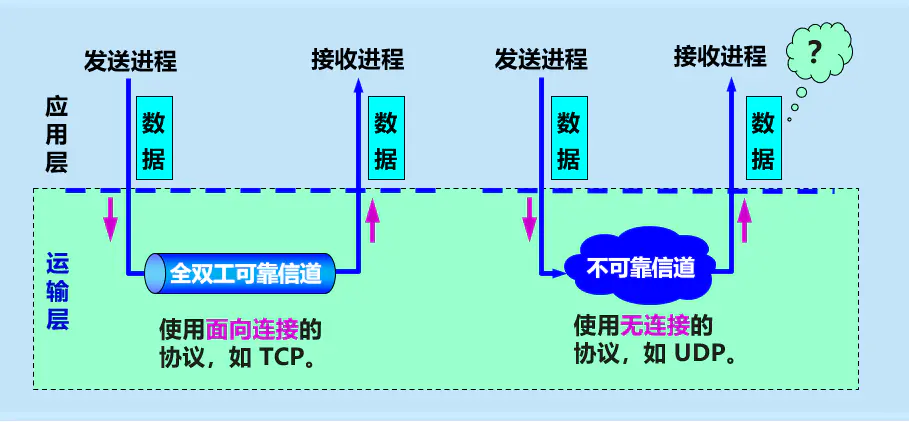 发送进程
接收进程
发送进程
接收进程
?
应用层
数据
数据
数据
数据
运输层
全双工可靠信道
不可靠信道
使用面向连接的
协议，如 TCP。
使用无连接的
协议，如 UDP。